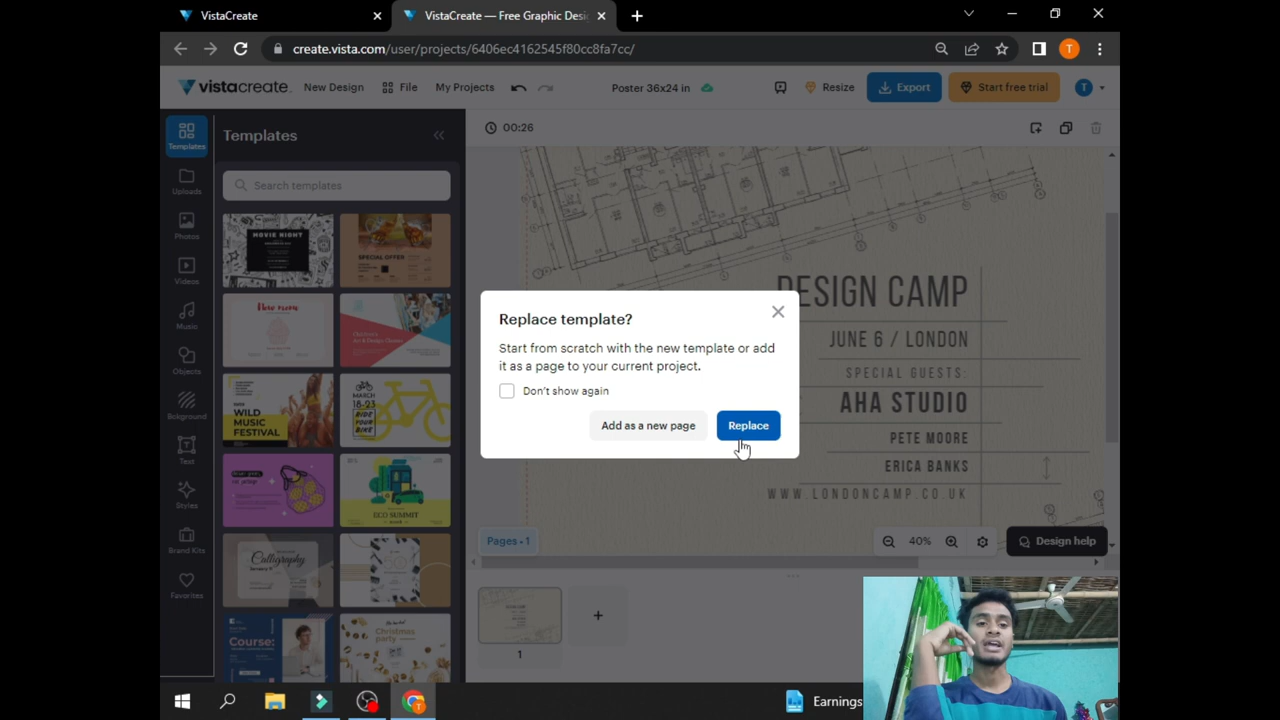 VistaCreate
VistaCreate — Free Graphic Desi
create.vista.com/user/projects/6406ec4162545f80cc8fa7cc/
T
vistacreate
New Design
File
My Projects
Poster 36x24 in
Resize
Export
Start free trial
T
Templates
Uploads
Photos
Videos
Music
Objects
Bckground
Text
Styles
Brand Kits
Favorites
Templates
Search templates
MOVIE NIGHT
SPECIAL OFFER
WILD
MUSIC
FESTIVAL
MARCH
18-23
RIDE
YOUR
BIKE
ECO SUMMIT
Calligraphy
Course:
Christmas
party
00:26
DESIGN CAMP
JUNE 6 / LONDON
SPECIAL GUESTS:
AHA STUDIO
PETE MOORE
ERICA BANKS
WWW.LONDONCAMP.CO.UK
Replace template?
Start from scratch with the new template or add
it as a page to your current project.
Don't show again
Add as a new page
Replace
Pages • 1
40%
Design help
+
1
T
Earnings